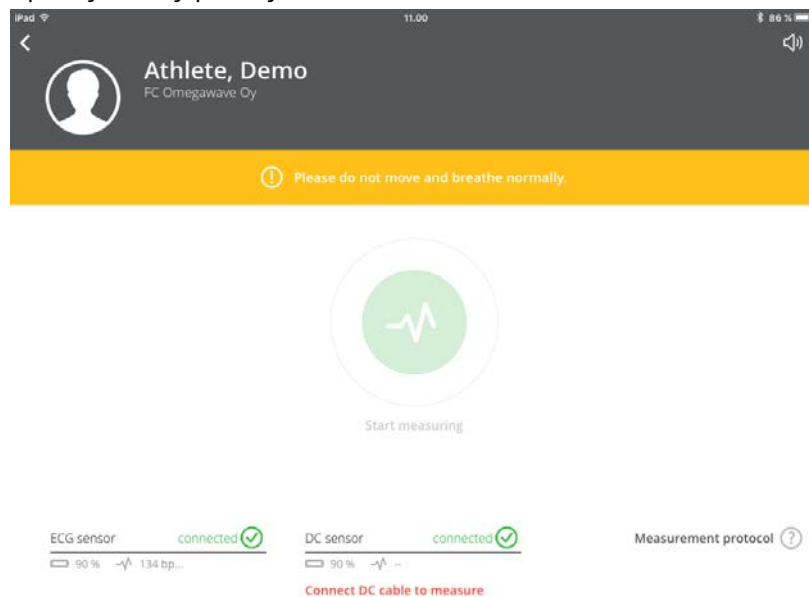 iPad 11.00 86 %
Athlete, Demo
FC Omegawave Oy
Please do not move and breathe normally.
Start measuring
ECG sensor connected DC sensor connected Measurement protocol ?
90 % 134 bp... 90 % --
Connect DC cable to measure